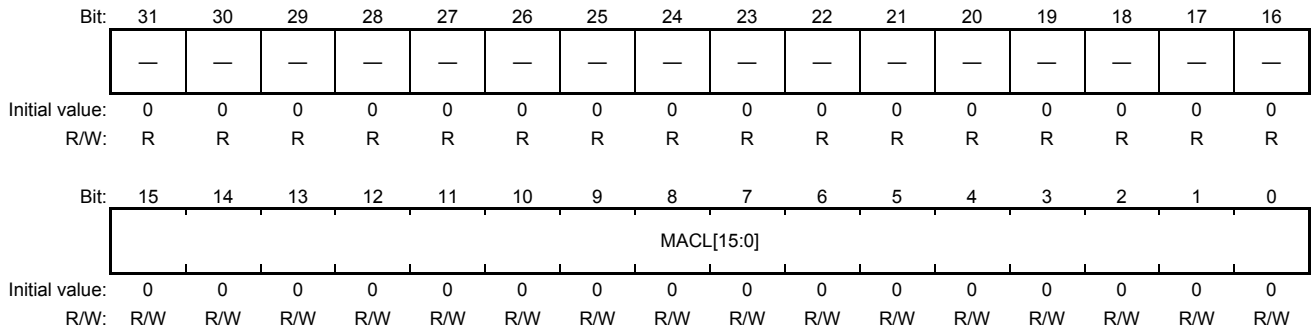 Bit: 31 30 29 28 27 26 25 24 23 22 21 20 19 18 17 16
— — — — — — — — — — — — — — — —
Initial value: 0 0 0 0 0 0 0 0 0 0 0 0 0 0 0 0
R/W: R R R R R R R R R R R R R R R R
Bit: 15 14 13 12 11 10 9 8 7 6 5 4 3 2 1 0
MACL[15:0]
Initial value: 0 0 0 0 0 0 0 0 0 0 0 0 0 0 0 0
R/W: R/W R/W R/W R/W R/W R/W R/W R/W R/W R/W R/W R/W R/W R/W R/W R/W